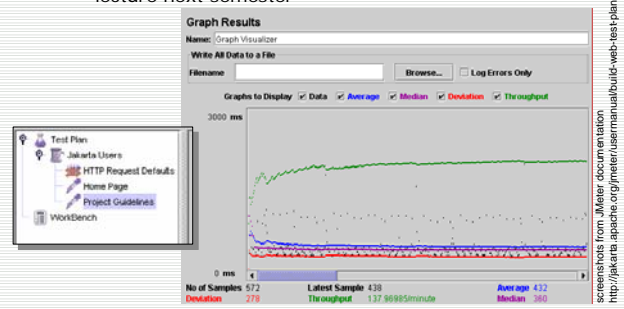 lecture next semester
Graph Results
Name: Graph Visualizer
Write All Data to a File
Filename Browse... Log Errors Only
Graphs to Display Data Average Median Deviation Throughput
3000 ms
0 ms
No of Samples 572 Latest Sample 438 Average 432
Deviation 279 Throughput 137.96985/minute Median 360
Test Plan
Jakarta Users
HTTP Request Defaults
Home Page
Project Guidelines
WorkBench
screenshots from JMeter documentation
http://jakarta.apache.org/jmeter/usermanual/build-web-test-plan